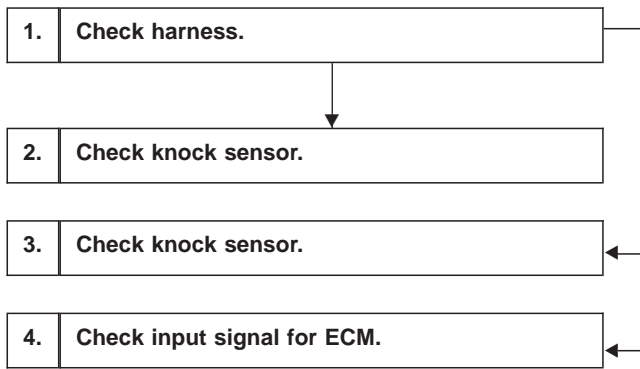 1. Check harness.
2. Check knock sensor.
3. Check knock sensor.
4. Check input signal for ECM.